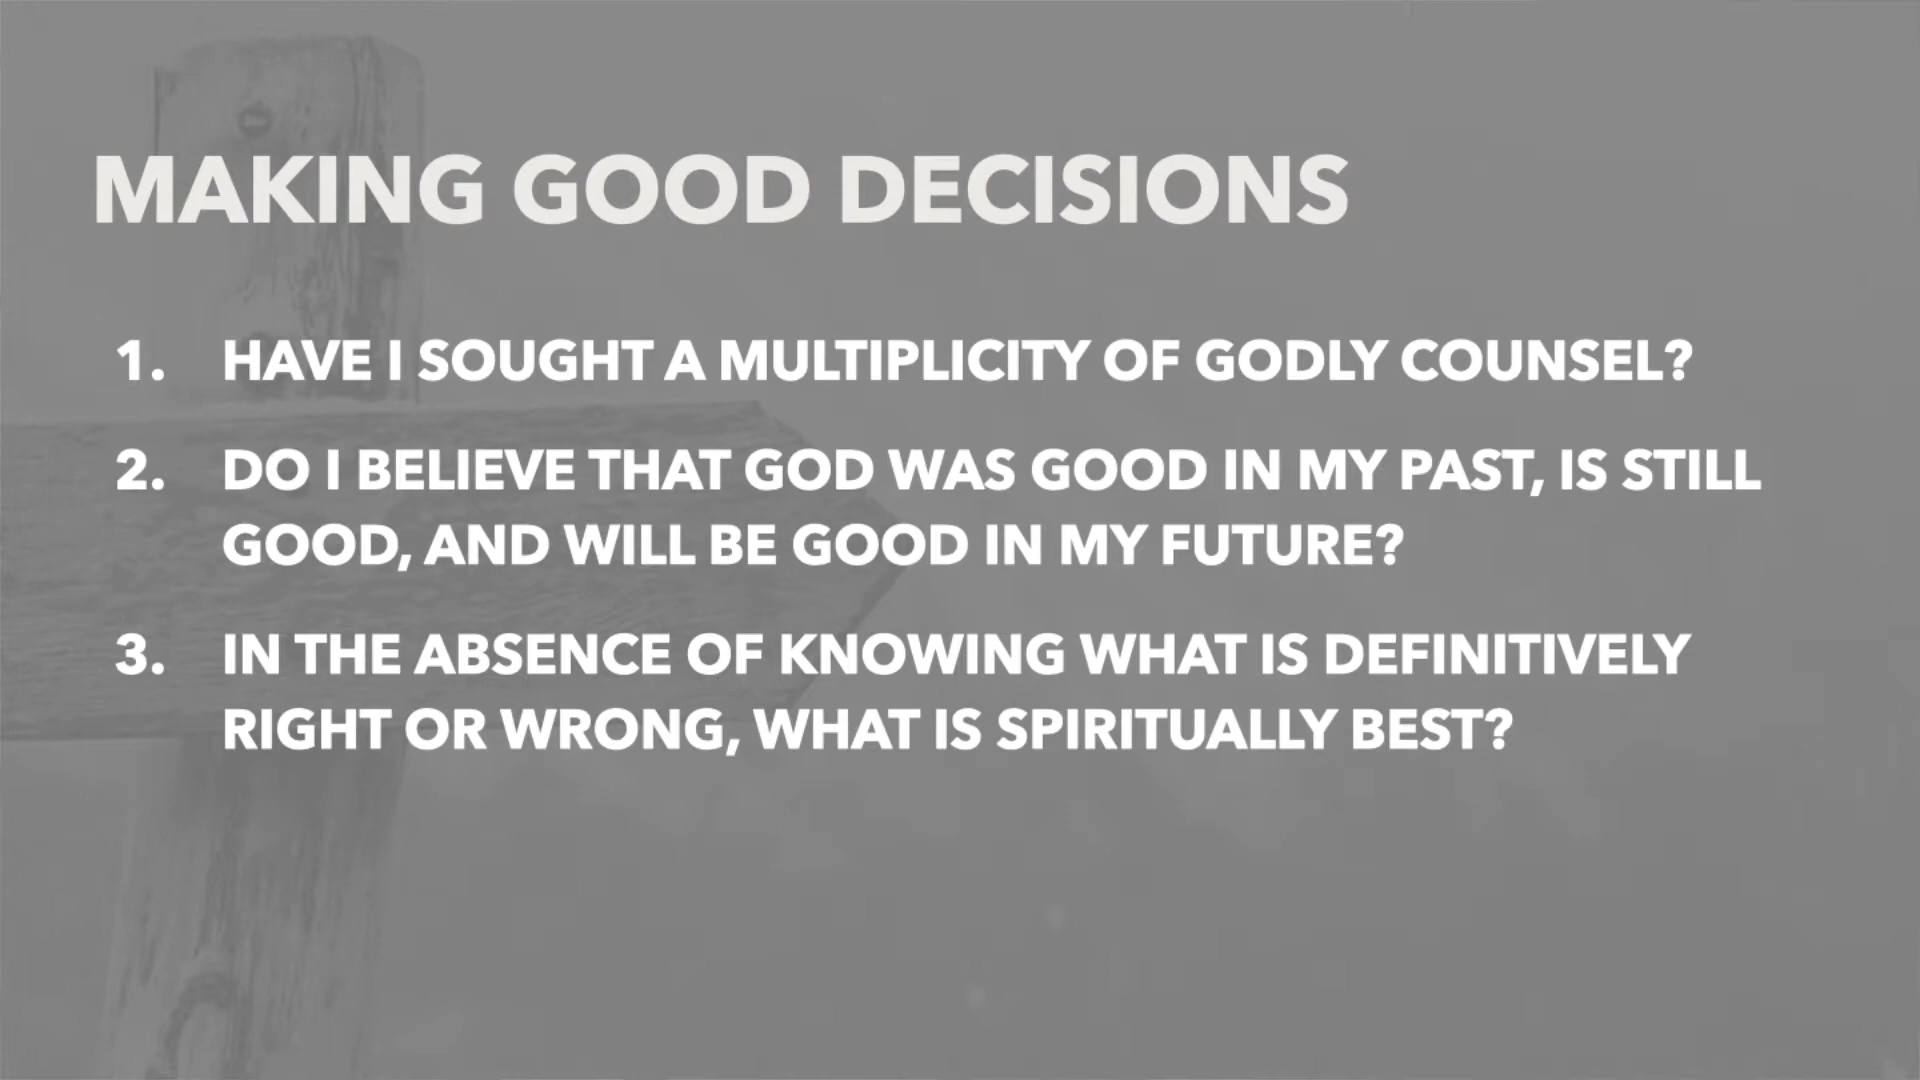 MAKING GOOD DECISIONS
1. HAVE I SOUGHT A MULTIPLICITY OF GODLY COUNSEL?
2. DO I BELIEVE THAT GOD WAS GOOD IN MY PAST, IS STILL
GOOD, AND WILL BE GOOD IN MY FUTURE?
3. IN THE ABSENCE OF KNOWING WHAT IS DEFINITIVELY
RIGHT OR WRONG, WHAT IS SPIRITUALLY BEST?